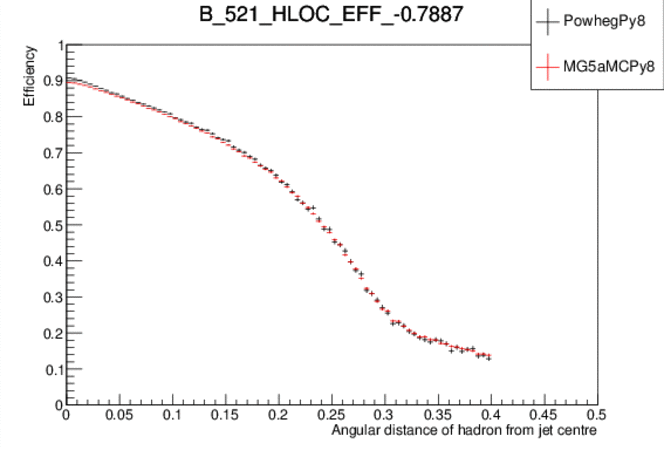 B_521_HLOC_EFF_-0.7887
PowhegPy8
MG5aMCPy8
Efficiency
1
0.9
0.8
0.7
0.6
0.5
0.4
0.3
0.2
0.1
0
0 0.05 0.1 0.15 0.2 0.25 0.3 0.35 0.4 0.45 0.5
Angular distance of hadron from jet centre